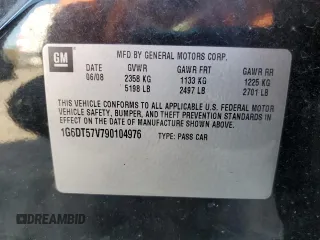 GM
MFD BY GENERAL MOTORS CORP.
DATE GVWR GAWR FRT GAWR RR
06/08 2358 KG 1133 KG 1225 KG
5198 LB 2497 LB 2701 LB
THIS VEHICLE CONFORMS TO ALL APPLICABLE U.S. FEDERAL MOTOR
VEHICLE SAFETY, BUMPER, AND THEFT PREVENTION STANDARDS
IN EFFECT ON THE DATE OF MANUFACTURE SHOWN ABOVE.
1G6DT57V790104976 TYPE: PASS CAR
DREAMBID